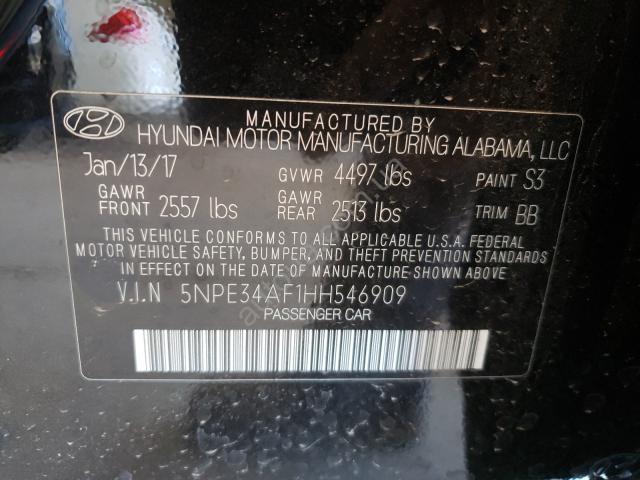 MANUFACTURED BY
HYUNDAI MOTOR MANUFACTURING ALABAMA, LLC
Jan/13/17 GVWR 4497 lbs PAINT S3
GAWR FRONT 2557 lbs GAWR REAR 2513 lbs TRIM BB
THIS VEHICLE CONFORMS TO ALL APPLICABLE U.S.A. FEDERAL
MOTOR VEHICLE SAFETY, BUMPER, AND THEFT PREVENTION STANDARDS
IN EFFECT ON THE DATE OF MANUFACTURE SHOWN ABOVE
V.I.N 5NPE34AF1HH546909
PASSENGER CAR